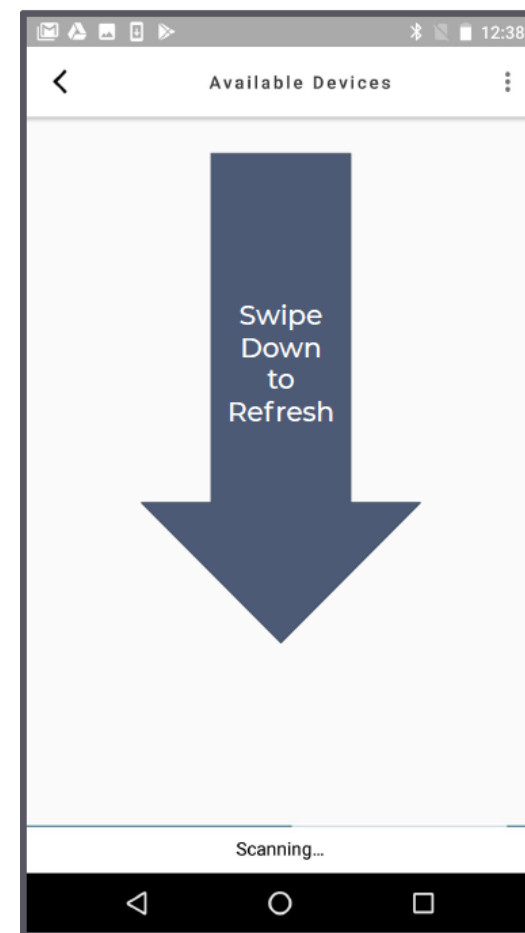 12:38
Available Devices
Swipe
Down
to
Refresh
Scanning...